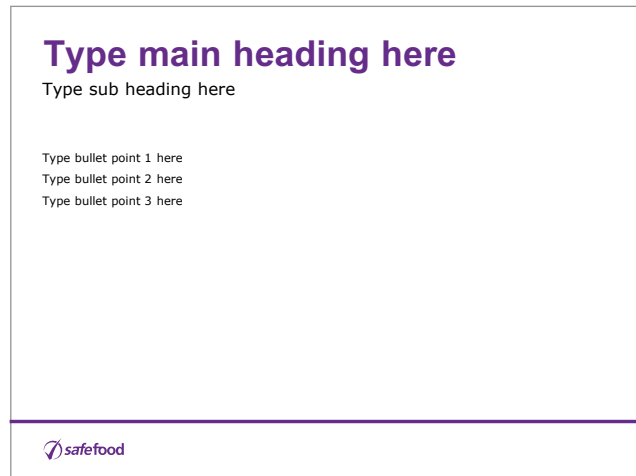 Type main heading here
Type sub heading here
Type bullet point 1 here
Type bullet point 2 here
Type bullet point 3 here
safefood